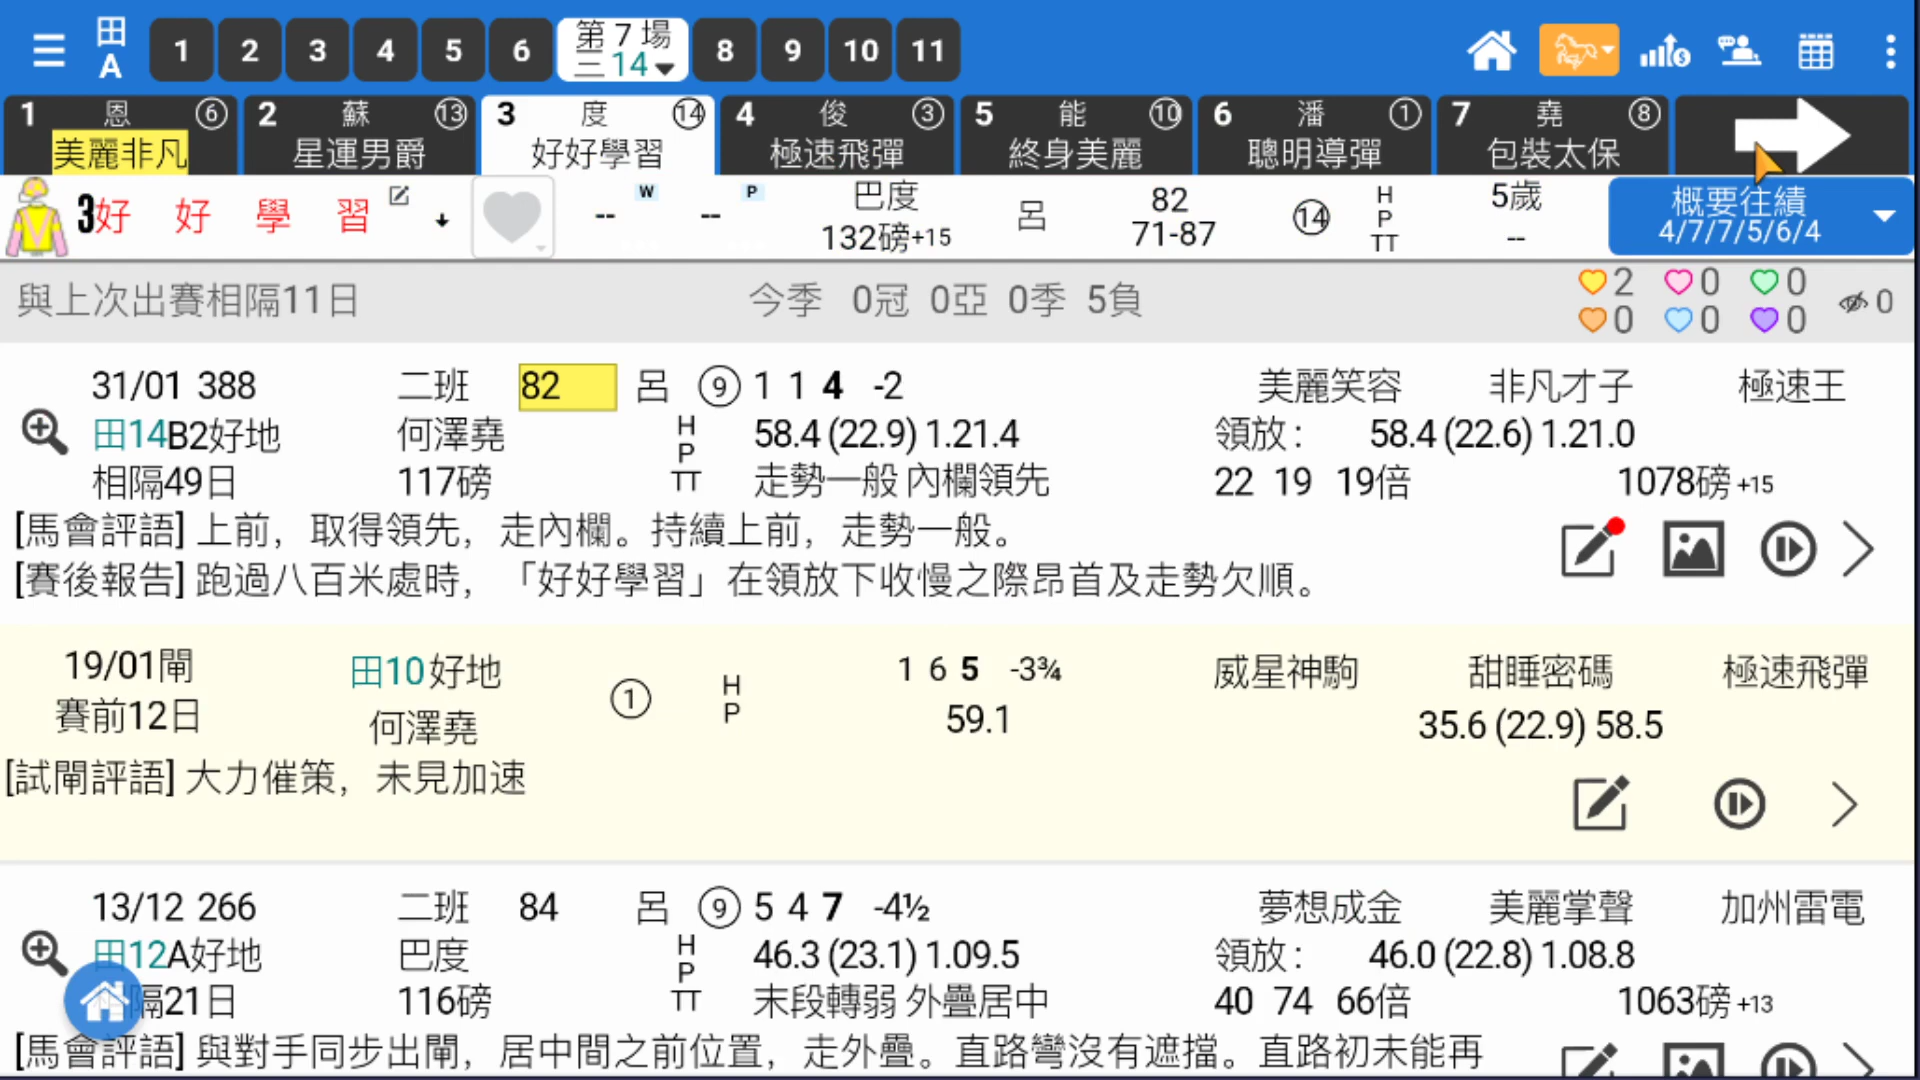 田 A 1 2 3 4 5 6 第 7 場 三 14 8 9 10 11
1 恩 ⑥ 美麗非凡
2 蘇 ⑬ 星運男爵
3 度 ⑭ 好好學習
4 俊 ③ 極速飛彈
5 能 ⑩ 終身美麗
6 潘 ① 聰明導彈
7 堯 ⑧ 包裝太保
3 好好學習 -- W -- P 巴度 呂 82 ⑭ H P TT 5歲 概要往績
132磅+15 71-87 -- 4/7/7/5/6/4
與上次出賽相隔11日 今季 0冠 0亞 0季 5負 2 0 0 0
0 0 0
31/01 388 二班 82 呂 ⑨ 1 1 4 -2 美麗笑容 非凡才子 極速王
田14B2好地 何澤堯 H P TT 58.4 (22.9) 1.21.4 領放： 58.4 (22.6) 1.21.0
相隔49日 117磅 走勢一般 內欄領先 22 19 19倍 1078磅 +15
[馬會評語] 上前，取得領先，走內欄。持續上前，走勢一般。
[賽後報告] 跑過八百米處時，「好好學習」在領放下收慢之際昂首及走勢欠順。
19/01閘 田10好地 ① H P 1 6 5 -3¾ 威星神駒 甜睡密碼 極速飛彈
賽前12日 何澤堯 59.1 35.6 (22.9) 58.5
[試閘評語] 大力催策，未見加速
13/12 266 二班 84 呂 ⑨ 5 4 7 -4½ 夢想成金 美麗掌聲 加州雷電
田12A好地 巴度 H P TT 46.3 (23.1) 1.09.5 領放： 46.0 (22.8) 1.08.8
隔21日 116磅 末段轉弱 外疊居中 40 74 66倍 1063磅 +13
[馬會評語] 與對手同步出閘，居中間之前位置，走外疊。直路彎沒有遮擋。直路初未能再